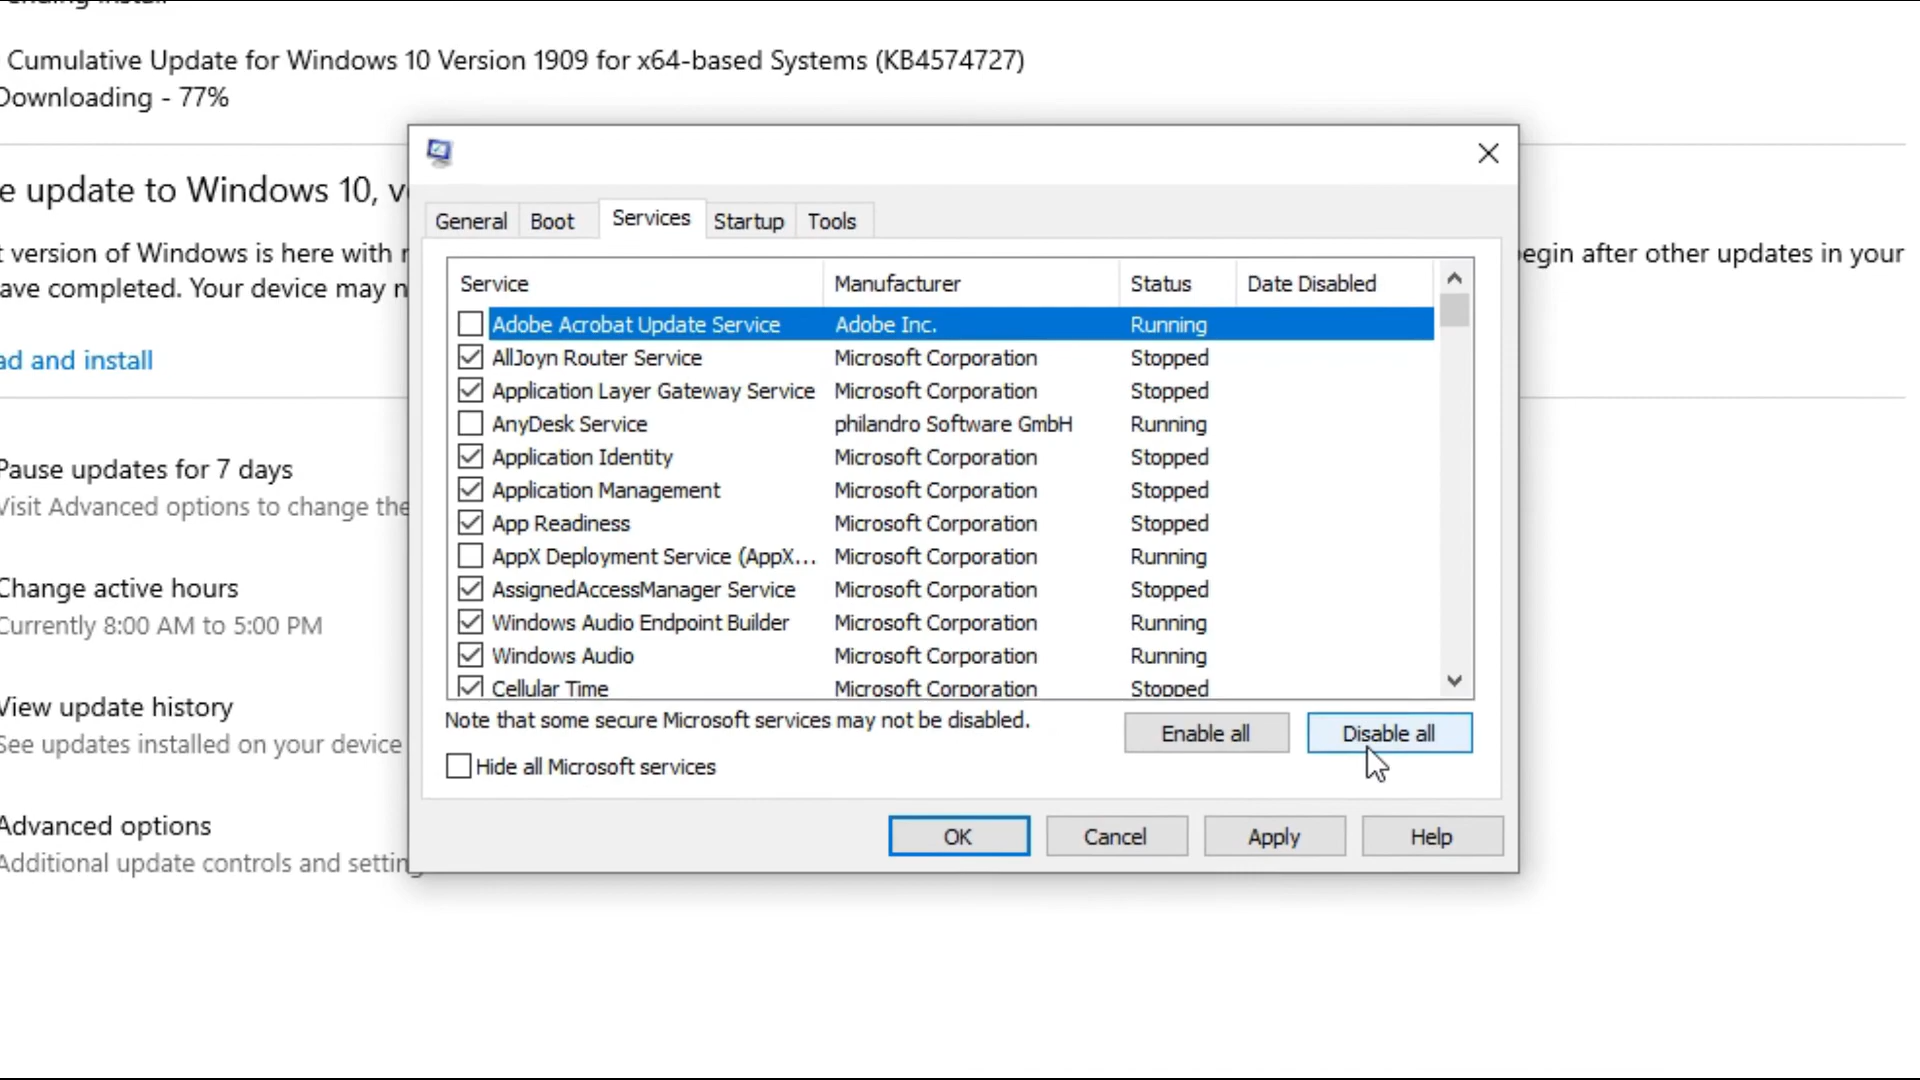 Cumulative Update for Windows 10 Version 1909 for x64-based Systems (KB4574727)
Downloading - 77%
e update to Windows 10, v
t version of Windows is here with
egin after other updates in your
ave completed. Your device may n
ad and install
Pause updates for 7 days
Visit Advanced options to change the
Change active hours
Currently 8:00 AM to 5:00 PM
View update history
See updates installed on your device
Advanced options
Additional update controls and setting
General Boot Services Startup Tools
Service Manufacturer Status Date Disabled
Adobe Acrobat Update Service Adobe Inc. Running
AllJoyn Router Service Microsoft Corporation Stopped
Application Layer Gateway Service Microsoft Corporation Stopped
AnyDesk Service philandro Software GmbH Running
Application Identity Microsoft Corporation Stopped
Application Management Microsoft Corporation Stopped
App Readiness Microsoft Corporation Stopped
AppX Deployment Service (AppX... Microsoft Corporation Running
AssignedAccessManager Service Microsoft Corporation Stopped
Windows Audio Endpoint Builder Microsoft Corporation Running
Windows Audio Microsoft Corporation Running
Cellular Time Microsoft Corporation Stopped
Note that some secure Microsoft services may not be disabled.
Enable all Disable all
Hide all Microsoft services
OK Cancel Apply Help